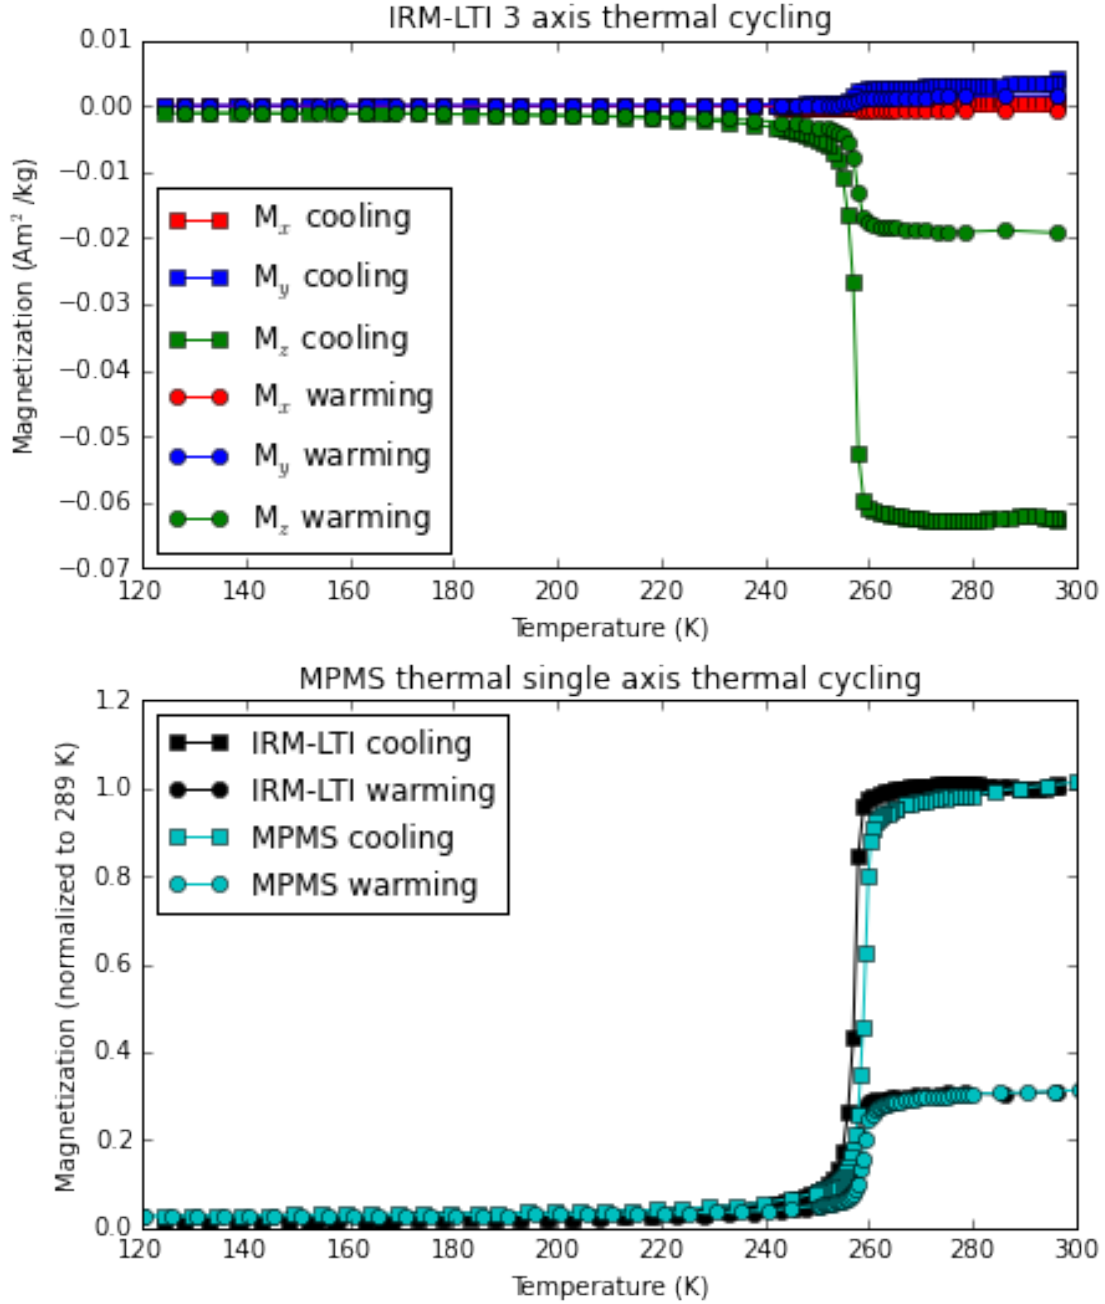 IRM-LTI 3 axis thermal cycling
0.01
0.00
−0.01
−0.02
−0.03
−0.04
−0.05
−0.06
−0.07
Magnetization (Am² /kg)
Mₓ cooling
M_y cooling
M_z cooling
Mₓ warming
M_y warming
M_z warming
120 140 160 180 200 220 240 260 280 300
Temperature (K)
MPMS thermal single axis thermal cycling
1.2
1.0
0.8
0.6
0.4
0.2
0.0
Magnetization (normalized to 289 K)
IRM-LTI cooling
IRM-LTI warming
MPMS cooling
MPMS warming
120 140 160 180 200 220 240 260 280 300
Temperature (K)